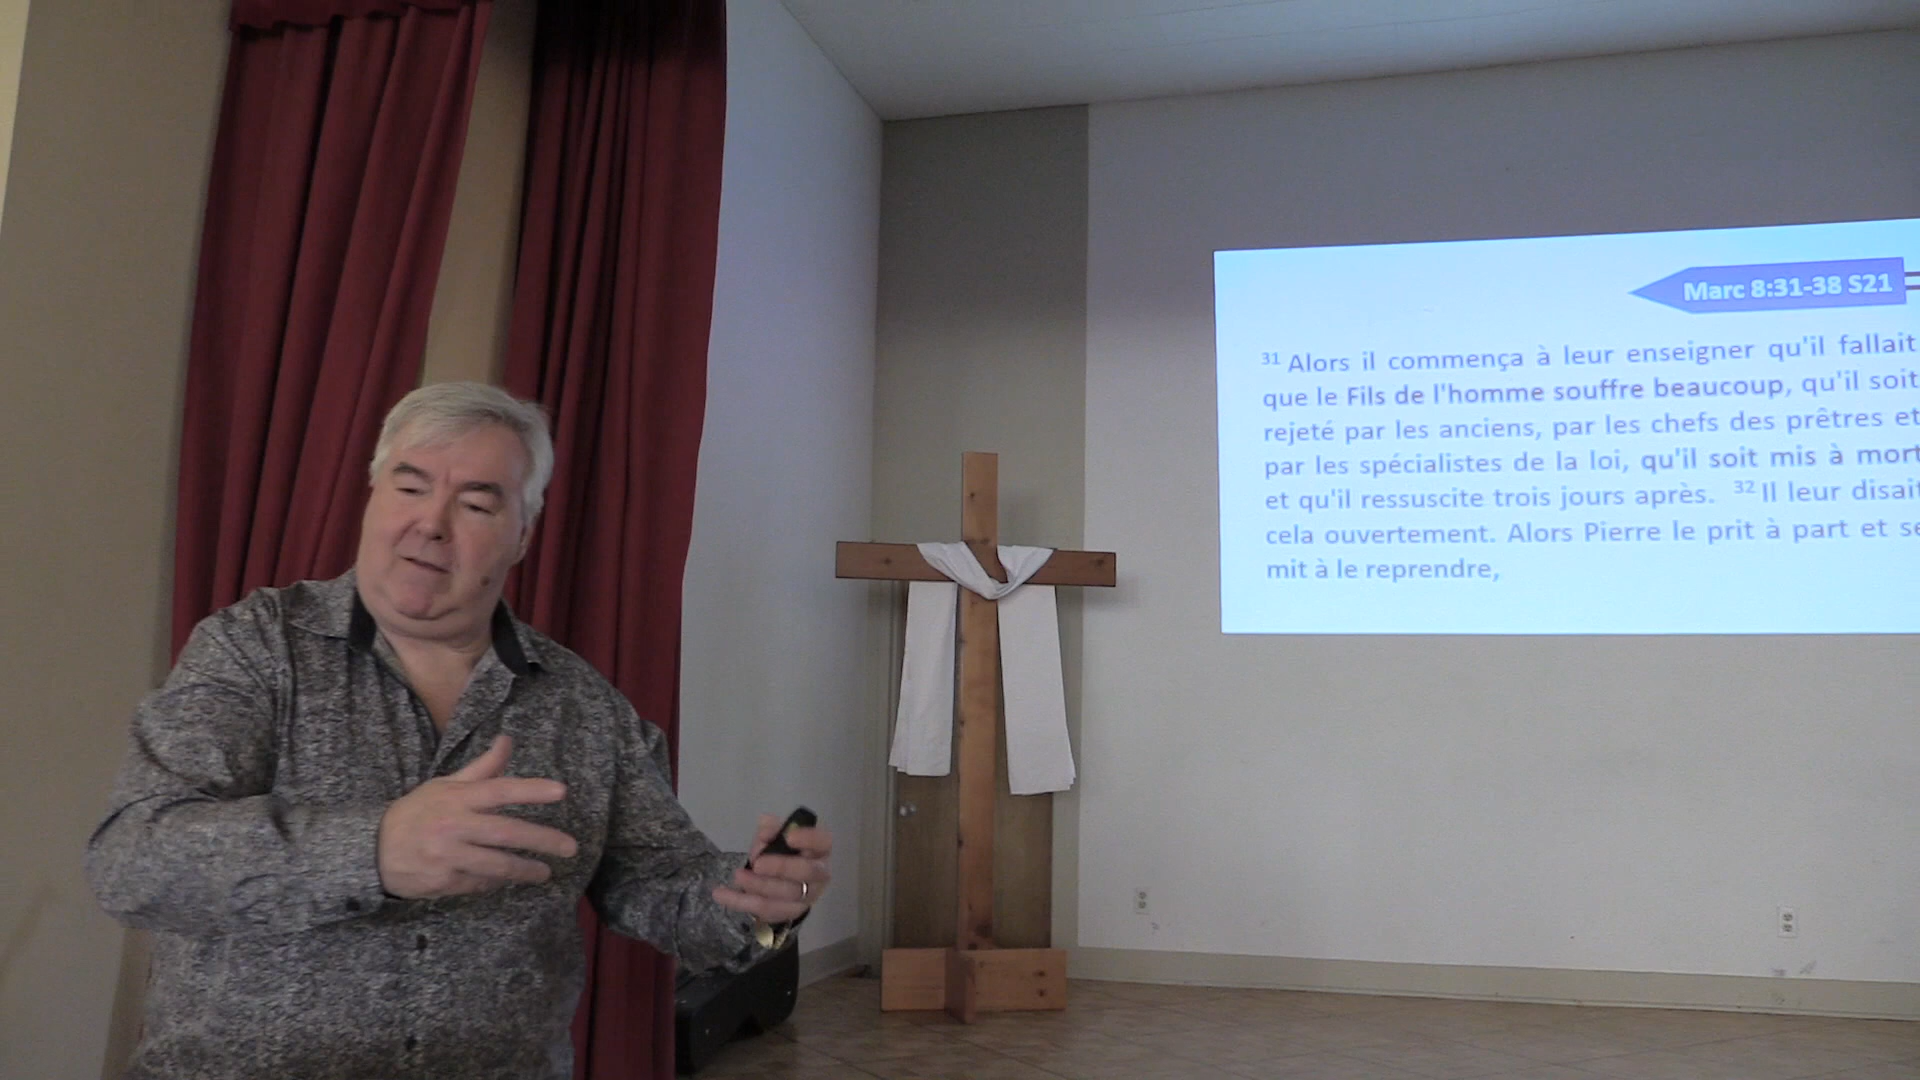 Marc 8:31-38 S21
31 Alors il commença à leur enseigner qu'il fallait
que le Fils de l'homme souffre beaucoup, qu'il soit
rejeté par les anciens, par les chefs des prêtres et
par les spécialistes de la loi, qu'il soit mis à mort
et qu'il ressuscite trois jours après. 32 Il leur disait
cela ouvertement. Alors Pierre le prit à part et se
mit à le reprendre,